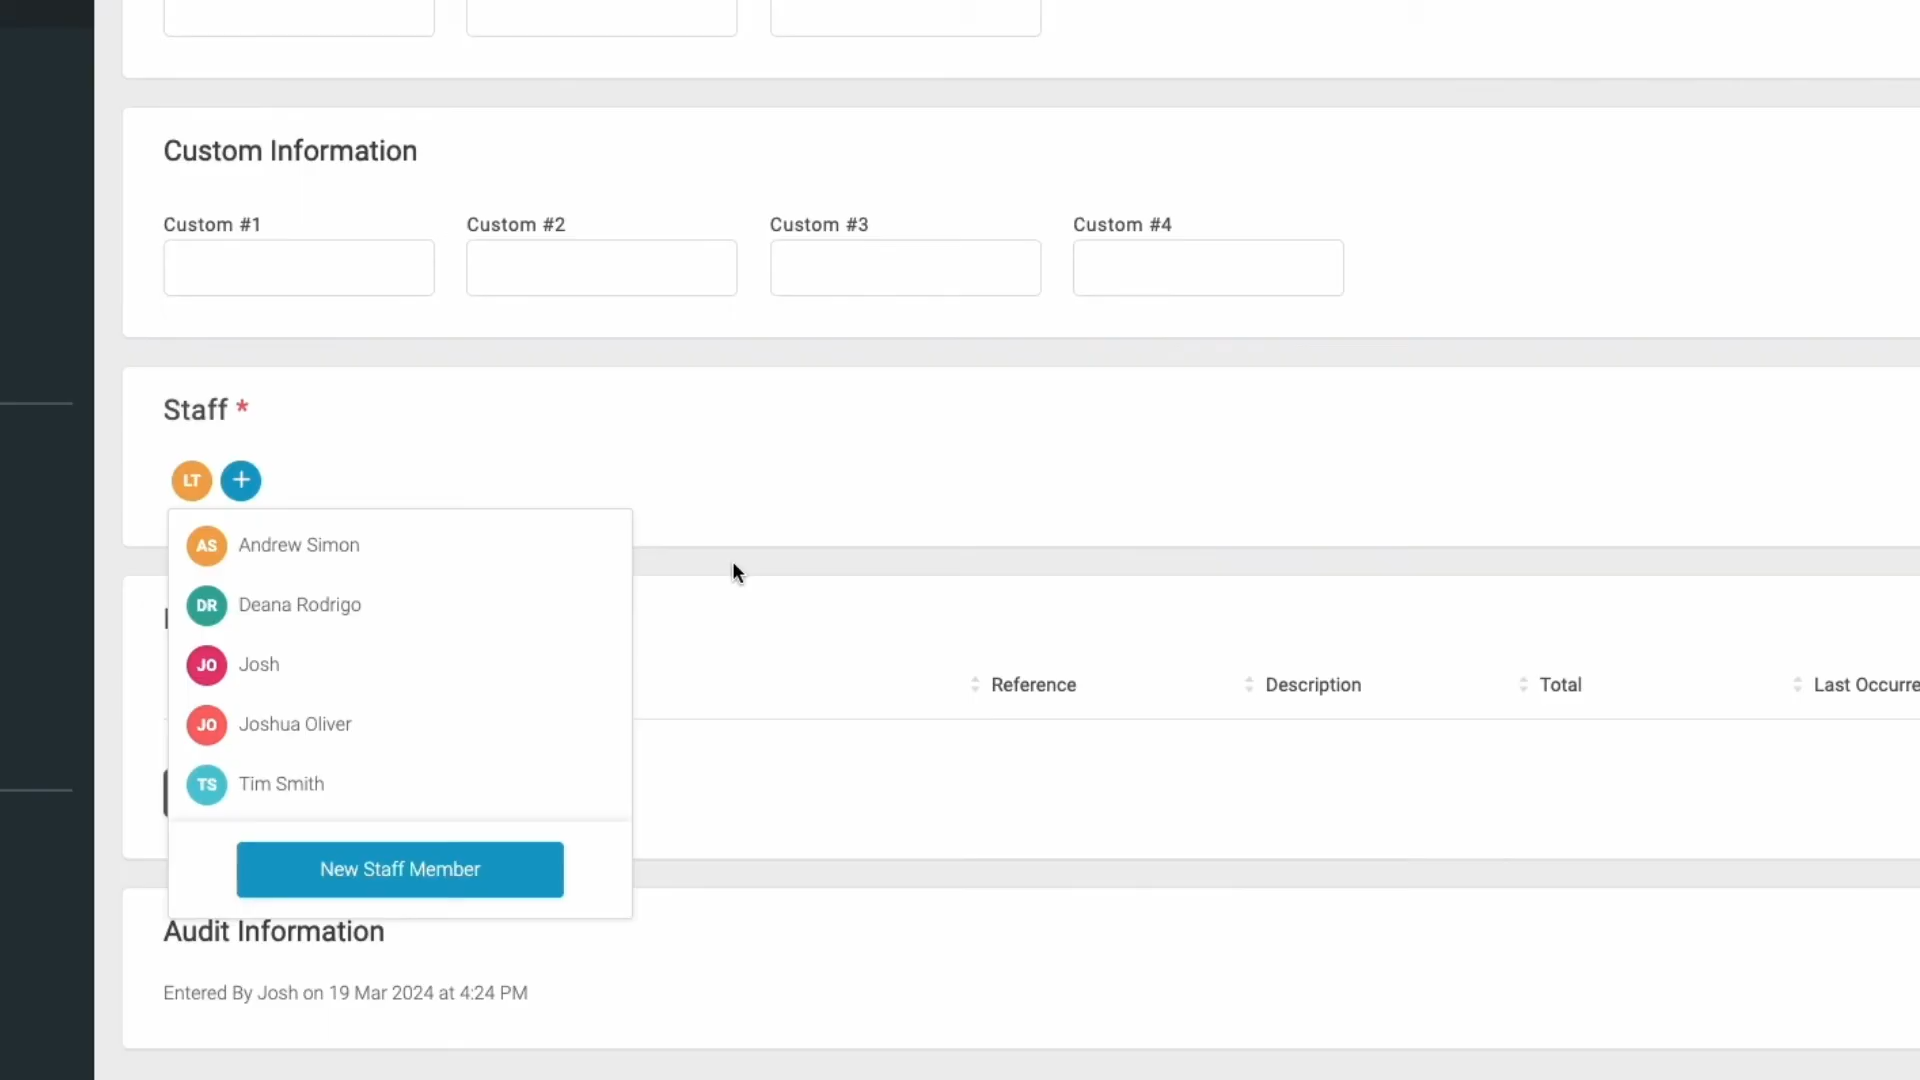 Custom Information
Custom #1 Custom #2 Custom #3 Custom #4
Staff *
LT +
AS Andrew Simon
DR Deana Rodrigo
JO Josh
JO Joshua Oliver
TS Tim Smith
New Staff Member
Reference Description Total Last Occurre
Audit Information
Entered By Josh on 19 Mar 2024 at 4:24 PM